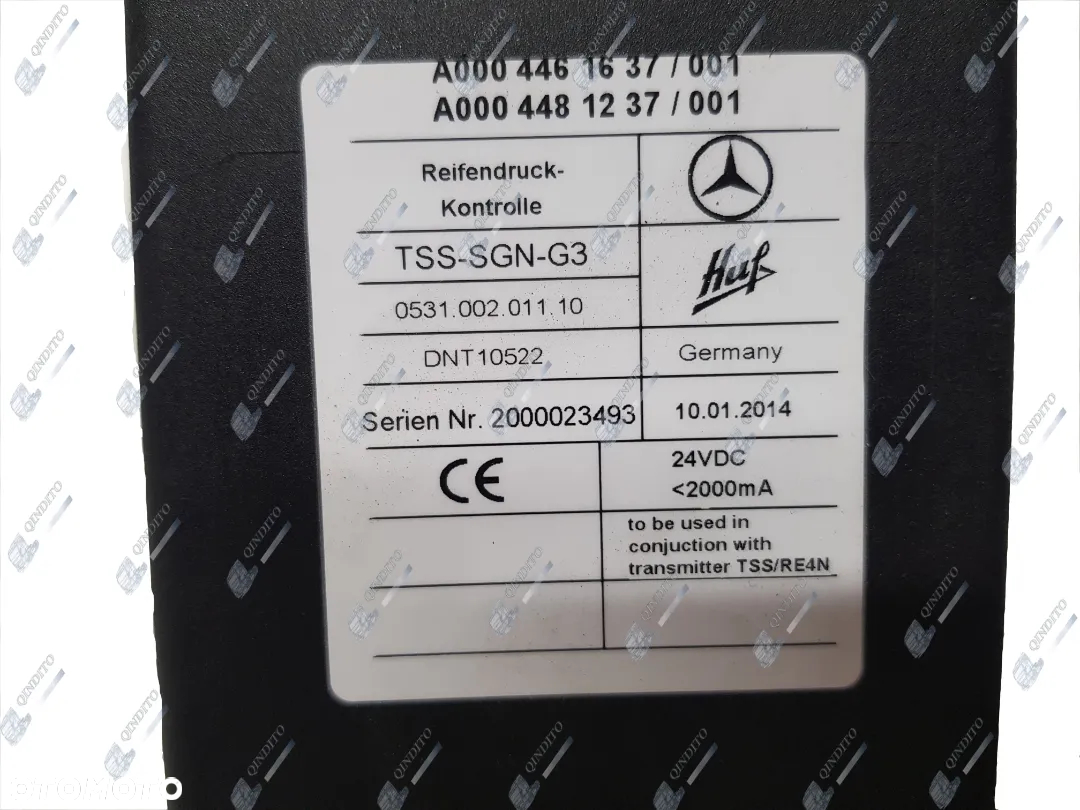 A000 446 16 37 / 001
A000 448 12 37 / 001
Reifendruck-
Kontrolle
TSS-SGN-G3
Huf
0531.002.011.10
DNT10522
Germany
Serien Nr. 2000023493
10.01.2014
CE
24VDC
<2000mA
to be used in
conjuction with
transmitter TSS/RE4N
QINDITO
OTOMOTO